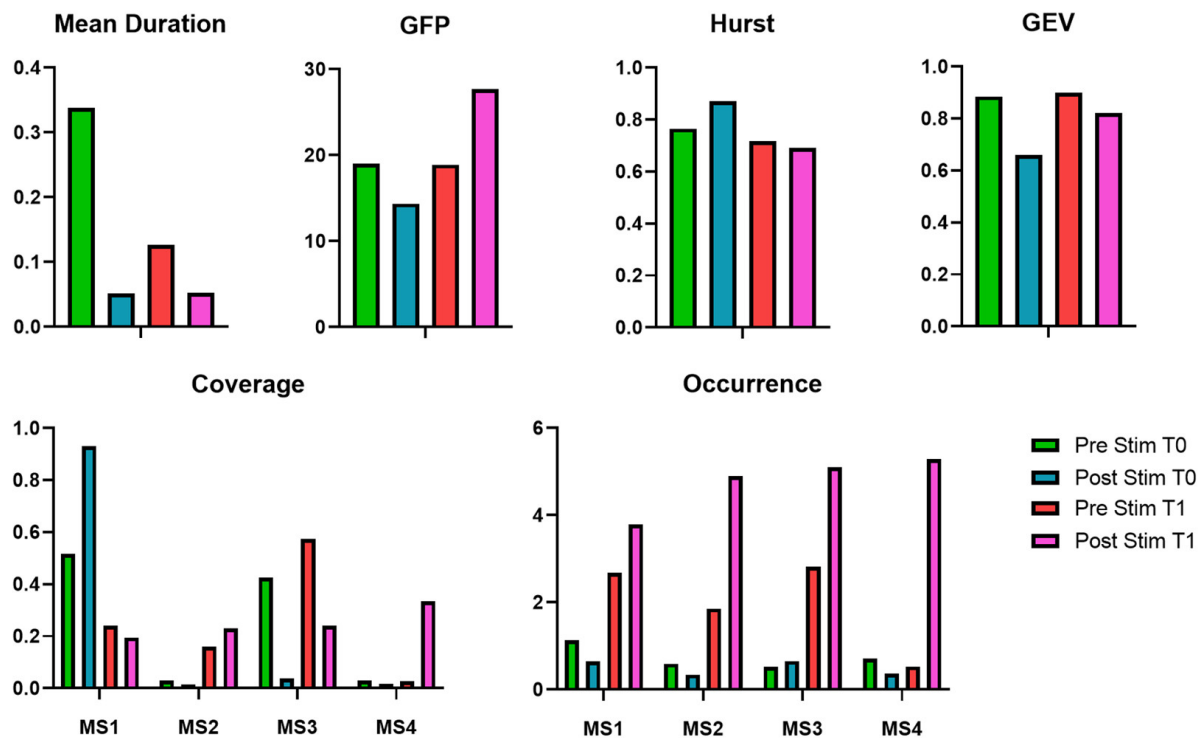 Mean Duration
GFP
Hurst
GEV
0.4
0.3
0.2
0.1
0.0
30
20
10
0
1.0
0.8
0.6
0.4
0.2
0.0
1.0
0.8
0.6
0.4
0.2
0.0
Coverage
Occurrence
1.0
0.8
0.6
0.4
0.2
0.0
MS1 MS2 MS3 MS4
6
4
2
0
MS1 MS2 MS3 MS4
Pre Stim T0
Post Stim T0
Pre Stim T1
Post Stim T1